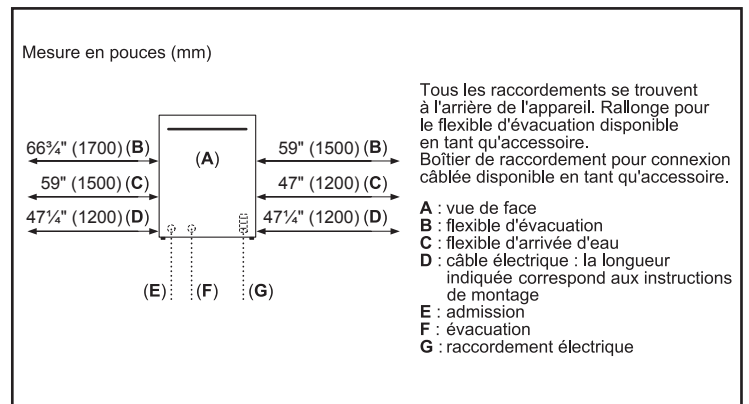 Mesure en pouces (mm)
66¾" (1700) (B)
59" (1500) (C)
47¼" (1200) (D)
(A)
59" (1500) (B)
47" (1200) (C)
47¼" (1200) (D)
(E)
(F)
(G)
Tous les raccordements se trouvent
à l'arrière de l'appareil. Rallonge pour
le flexible d'évacuation disponible
en tant qu'accessoire.
Boîtier de raccordement pour connexion
câblée disponible en tant qu'accessoire.
A : vue de face
B : flexible d'évacuation
C : flexible d'arrivée d'eau
D : câble électrique : la longueur
indiquée correspond aux instructions
de montage
E : admission
F : évacuation
G : raccordement électrique